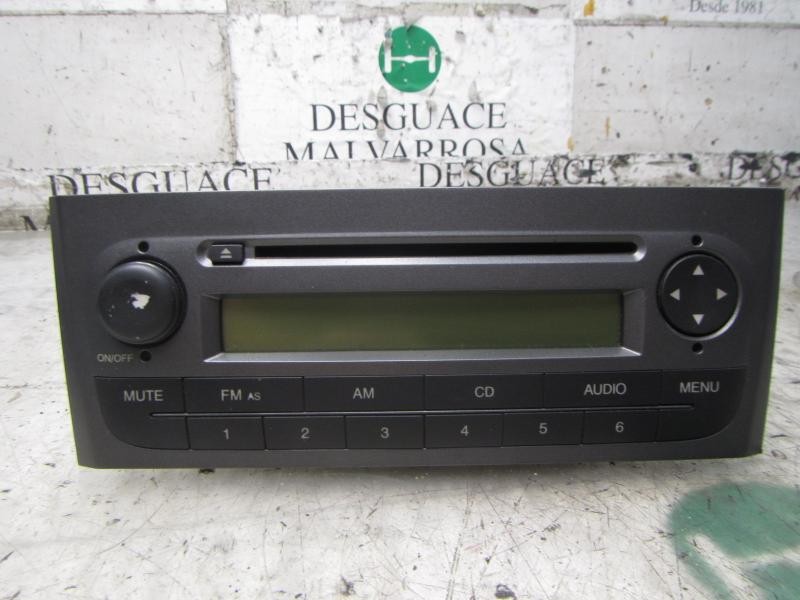 Desde 1981
DESGUACE
MALVARROSA
DESGUACE
DESGUACE
ON/OFF
MUTE FM AS AM CD AUDIO MENU
1 2 3 4 5 6